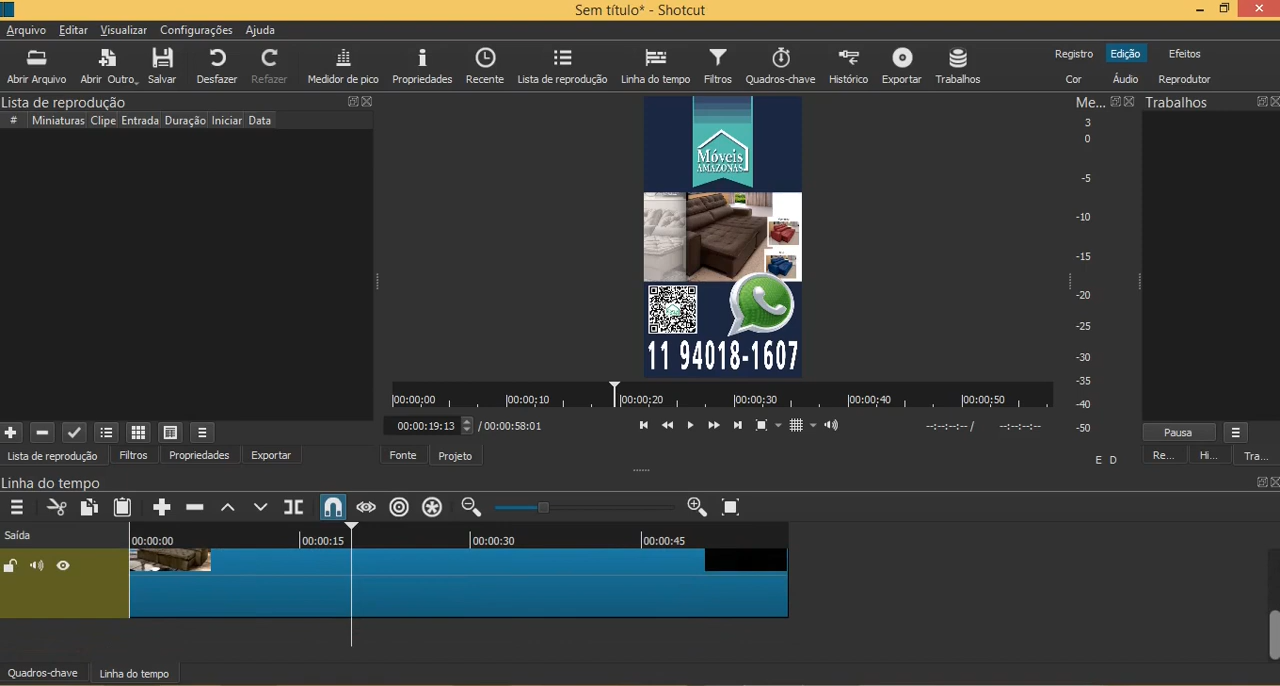 Sem título* - Shotcut
Arquivo Editar Visualizar Configurações Ajuda
Abrir Arquivo Abrir Outro... Salvar Desfazer Refazer Medidor de pico Propriedades Recente Lista de reprodução Linha do tempo Filtros Quadros-chave Histórico Exportar Trabalhos
Registro Edição Efeitos
Cor Áudio Reprodutor
Lista de reprodução
# Miniaturas Clipe Entrada Duração Iniciar Data
Móveis
AMAZONAS
11 94018-1607
Me...
3
0
-5
-10
-15
-20
-25
-30
-35
-40
-50
E D
Trabalhos
Pausa
Re... Hi... Tra...
00:00:00 00:00:10 00:00:20 00:00:30 00:00:40 00:00:50
00:00:19:13 / 00:00:58:01 --:--:--:-- / --:--:--:--
Lista de reprodução Filtros Propriedades Exportar
Fonte Projeto
Linha do tempo
Saída
00:00:00 00:00:15 00:00:30 00:00:45
Quadros-chave Linha do tempo